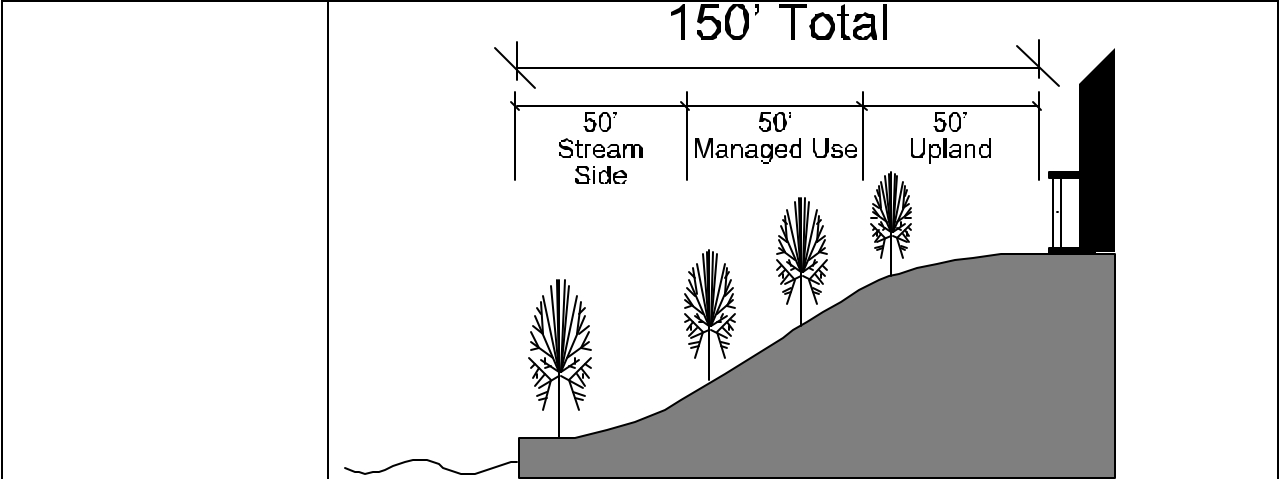 150' Total
50'
Stream
Side
50'
Managed Use
50'
Upland